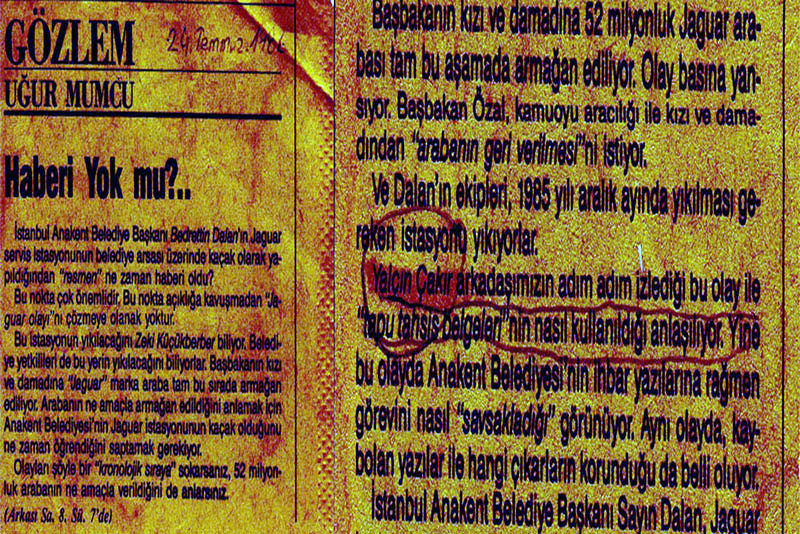 GÖZLEM
24 Temmuz 1986
UĞUR MUMCU
Haberi Yok mu?..
İstanbul Anakent Belediye Başkanı Bedrettin Dalan'ın Jaguar
servis istasyonunun belediye arsası üzerinde kaçak olarak ya-
pıldığından "resmen" ne zaman haberi oldu?
Bu nokta çok önemlidir. Bu nokta açıklığa kavuşmadan "Ja-
guar olayı"nı çözmeye olanak yoktur.
Bu istasyonun yıkılacağını Zeki Küçükberber biliyor. Beledi-
ye yetkilileri de bu yerin yıkılacağını biliyorlar. Başbakanın kızı
ve damadına "Jaguar" marka araba tam bu sırada armağan
ediliyor. Arabanın ne amaçla armağan edildiğini anlamak için
Anakent Belediyesi'nin Jaguar istasyonunun kaçak olduğunu
ne zaman öğrendiğini saptamak gerekiyor.
Olayları şöyle bir "kronolojik sıraya" sokarsanız, 52 milyon-
luk arabanın ne amaçla verildiğini de anlarsınız.
(Arkası Sa. 8, Sü. 7'de)
Başbakanın kızı ve damadına 52 milyonluk Jaguar ara-
bası tam bu aşamada armağan ediliyor. Olay basına yan-
sıyor. Başbakan Özal, kamuoyu aracılığı ile kızı ve dama-
dından "arabanın geri verilmesi"ni istiyor.
Ve Dalan'ın ekipleri, 1985 yılı aralık ayında yıkılması ge-
reken istasyonu yıkıyorlar.
Yalçın Çakır arkadaşımızın adım adım izlediği bu olay ile
"tapu tahsis belgeleri"nin nasıl kullanıldığı anlaşılıyor. Yine
bu olayda Anakent Belediyesi'nin ihbar yazılarına rağmen
görevini nasıl "savsakladığı" görünüyor. Aynı olayda, kay-
bolan yazılar ile hangi çıkarların korunduğu da belli oluyor.
İstanbul Anakent Belediye Başkanı Sayın Dalan, Jaguar